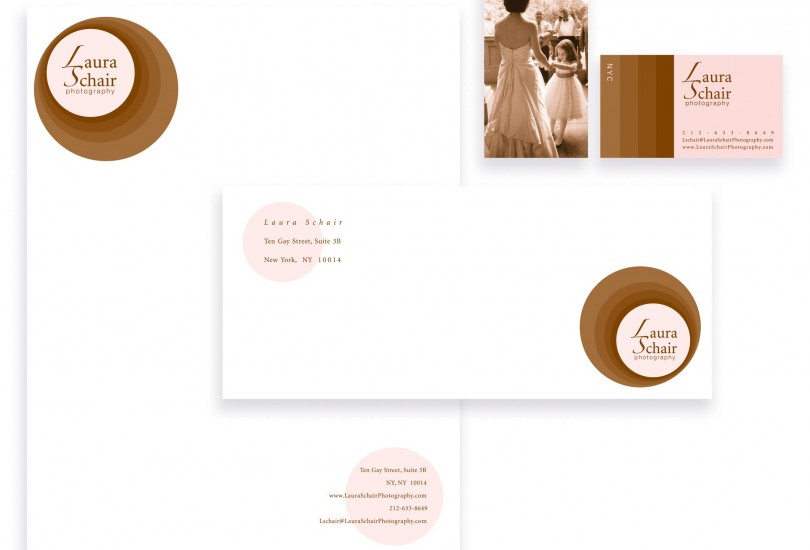 Laura
Schair
photography
NYC
Laura
Schair
photography
212-633-8649
Lschair@LauraSchairPhotography.com
www.LauraSchairPhotography.com
Laura Schair
Ten Gay Street, Suite 3B
New York, NY 10014
Laura
Schair
photography
Ten Gay Street, Suite 3B
NY, NY 10014
www.LauraSchairPhotography.com
212-633-8649
Lschair@LauraSchairPhotography.com